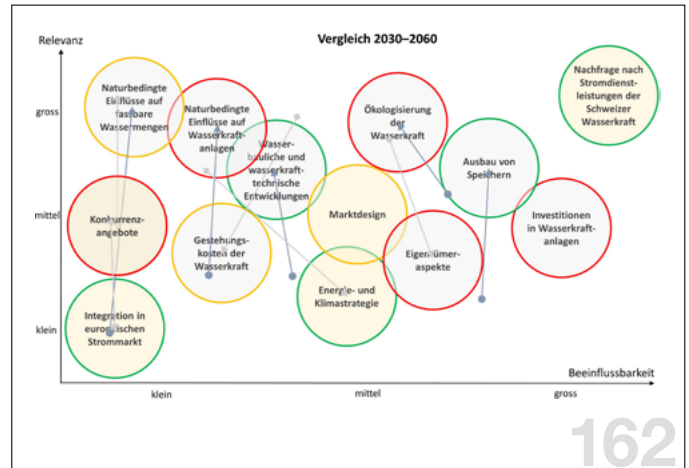 Vergleich 2030–2060
Relevanz
gross
mittel
klein
Naturbedingte
Einflüsse auf
fassbare
Wassermengen
Naturbedingte
Einflüsse auf
Wasserkraft-
anlagen
Wasser-
bauliche und
wasserkraft-
technische
Entwicklungen
Ökologisierung
der
Wasserkraft
Ausbau von
Speichern
Nachfrage nach
Stromdienst-
leistungen der
Schweizer
Wasserkraft
Konkurrenz-
angebote
Gestehungs-
kosten der
Wasserkraft
Marktdesign
Eigentümer-
aspekte
Investitionen
in Wasserkraft-
anlagen
Integration in
europäischen
Strommarkt
Energie- und
Klimastrategie
Beeinflussbarkeit
klein
mittel
gross
162